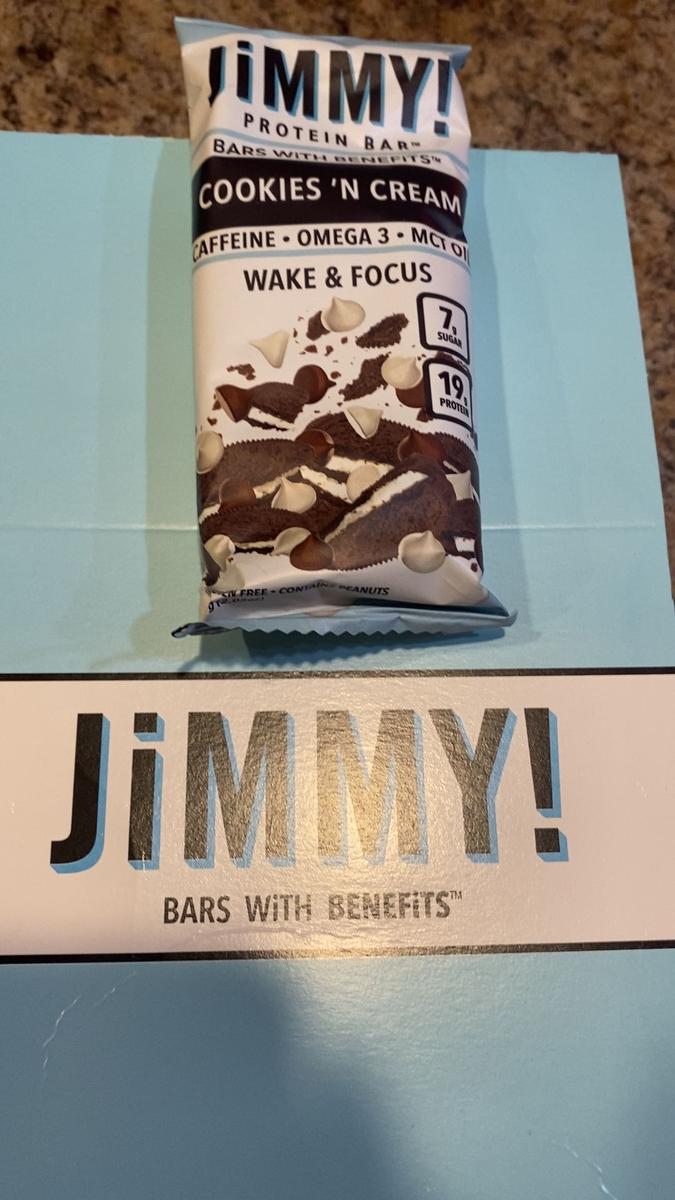 JiMMY!
PROTEIN BAR™
BARS WITH BENEFITS™
COOKIES 'N CREAM
CAFFEINE • OMEGA 3 • MCT OI
WAKE & FOCUS
7g
SUGAR
19g
PROTEIN
FREE • CONTAINS PEANUTS
JiMMY!
BARS WiTH BENEFiTS™